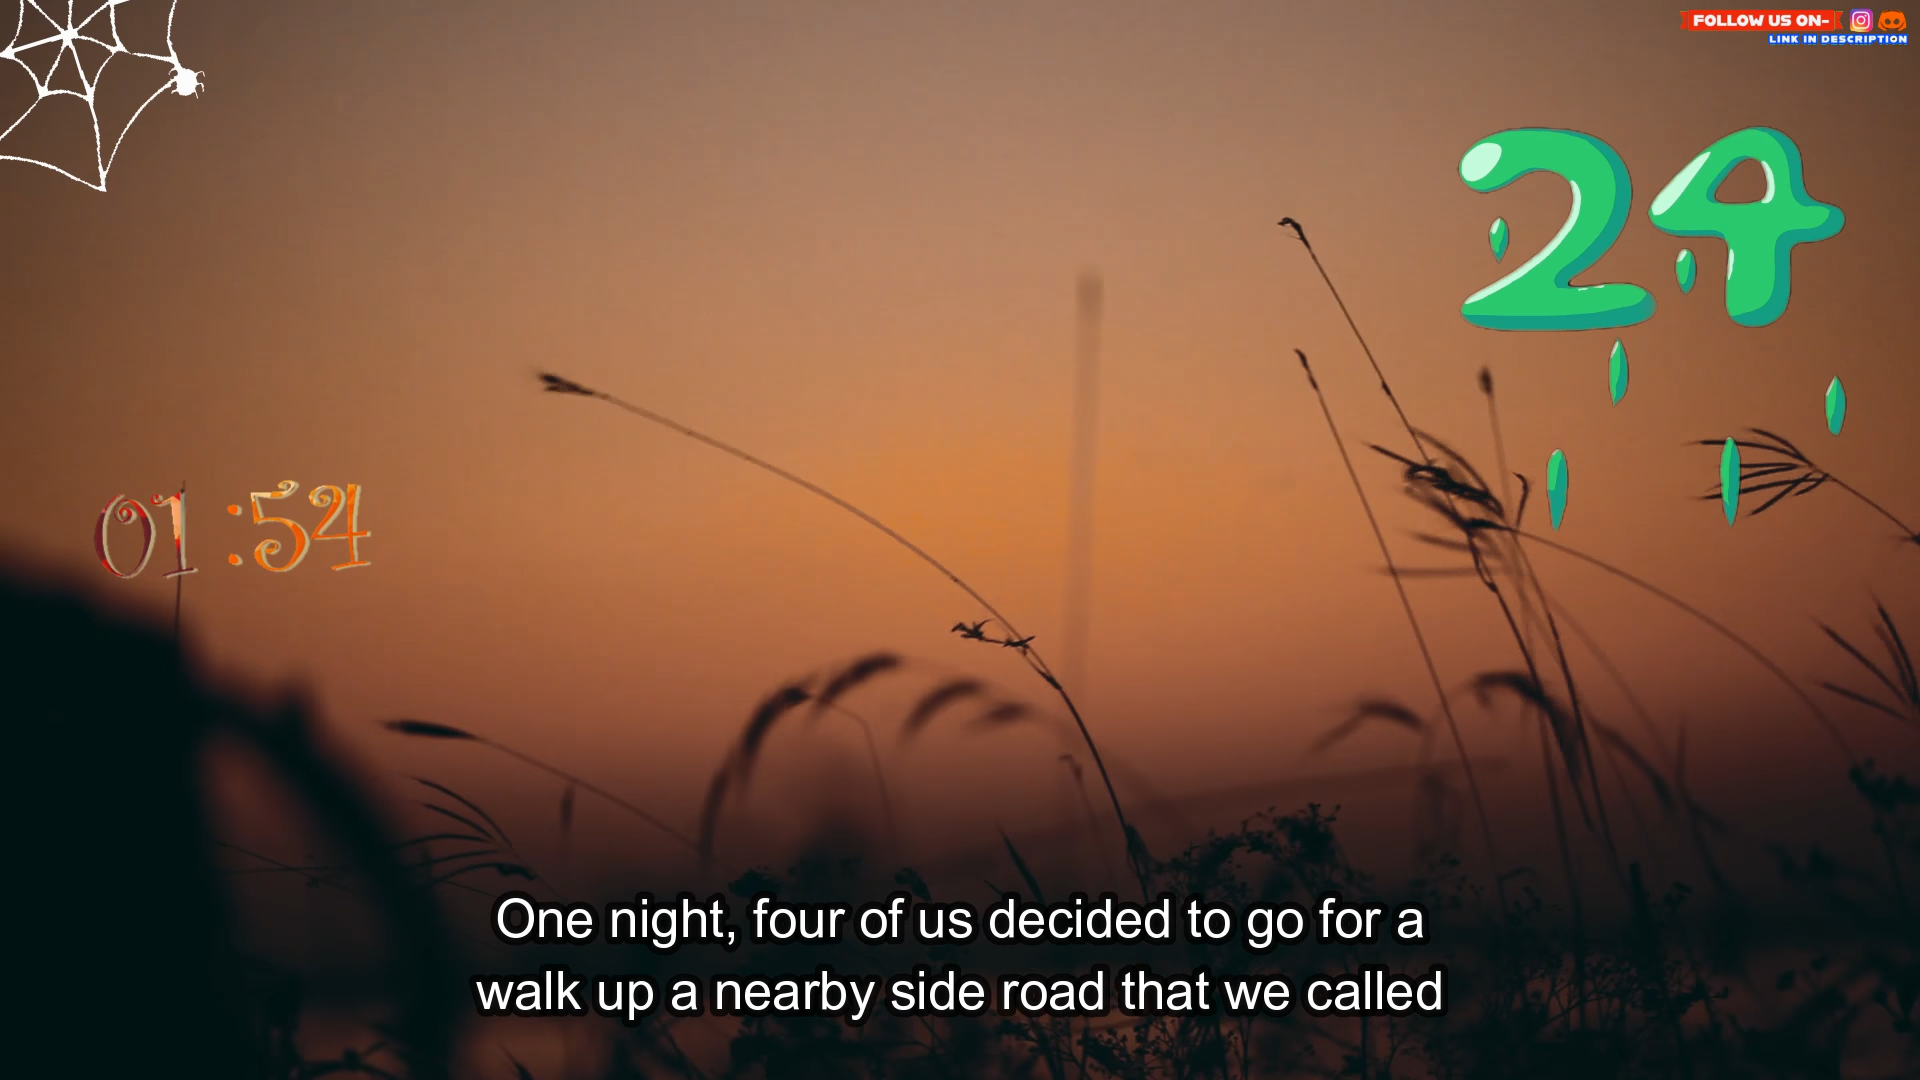 FOLLOW US ON-
LINK IN DESCRIPTION
24
01:54
One night, four of us decided to go for a
walk up a nearby side road that we called